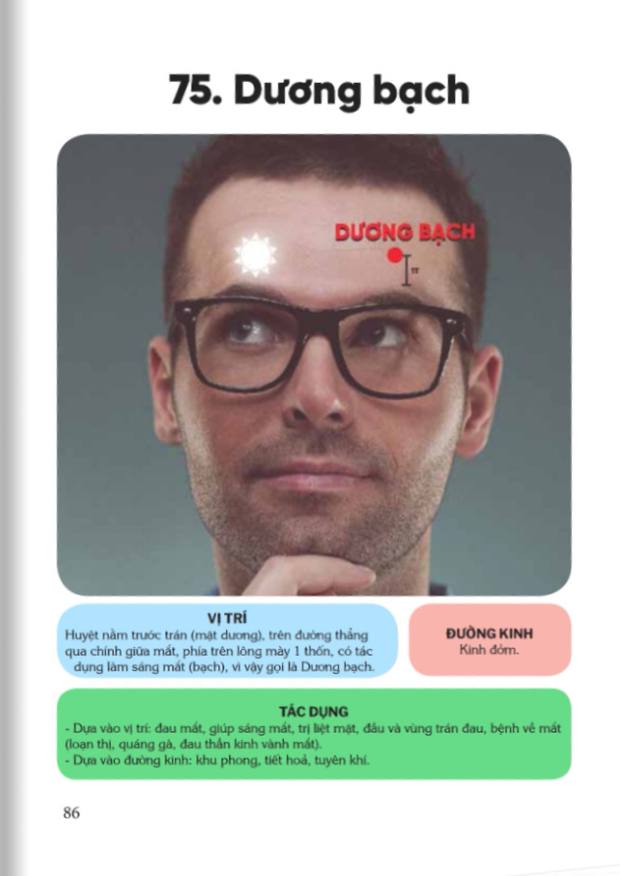 75. Dương bạch
DƯƠNG BẠCH
1T
VỊ TRÍ
Huyệt nằm trước trán (mặt dương), trên đường thẳng
qua chính giữa mắt, phía trên lông mày 1 thốn, có tác
dụng làm sáng mắt (bạch), vì vậy gọi là Dương bạch.
ĐƯỜNG KINH
Kinh đởm.
TÁC DỤNG
- Dựa vào vị trí: đau mắt, giúp sáng mắt, trị liệt mặt, đầu và vùng trán đau, bệnh về mắt
(loạn thị, quáng gà, đau thần kinh vành mắt).
- Dựa vào đường kinh: khu phong, tiết hoả, tuyên khí.
86